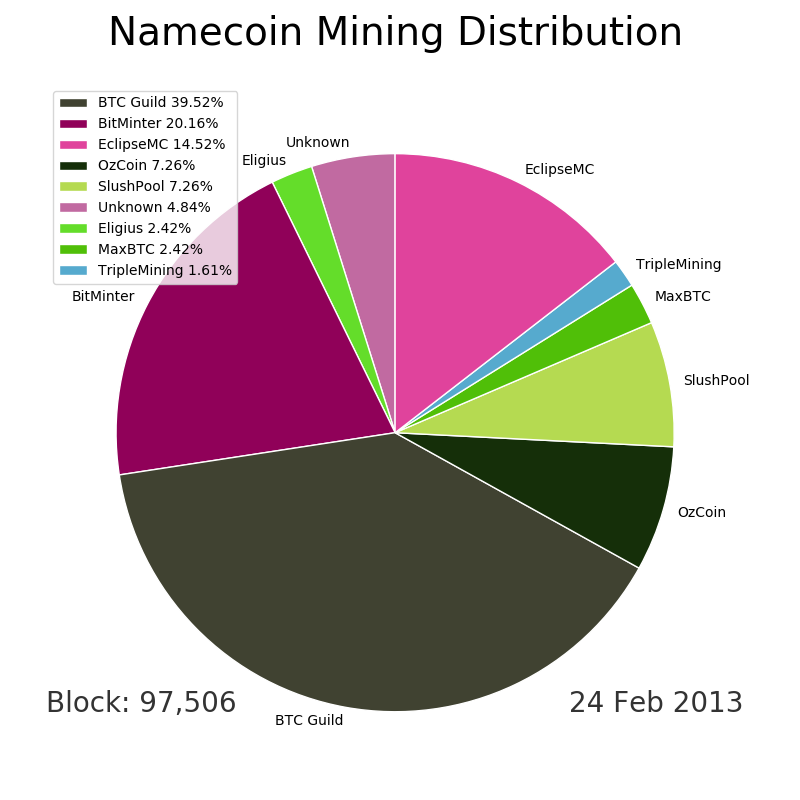 Namecoin Mining Distribution
BTC Guild 39.52%
BitMinter 20.16%
EclipseMC 14.52%
OzCoin 7.26%
SlushPool 7.26%
Unknown 4.84%
Eligius 2.42%
MaxBTC 2.42%
TripleMining 1.61%
Unknown
Eligius
EclipseMC
TripleMining
MaxBTC
BitMinter
SlushPool
OzCoin
BTC Guild
Block: 97,506
24 Feb 2013